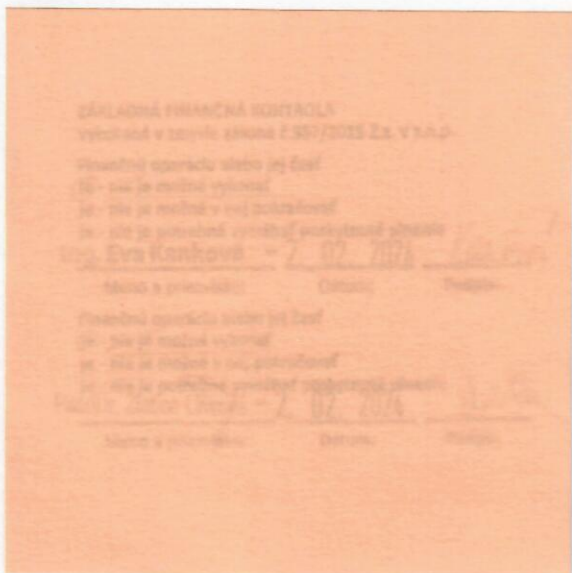 ZÁKLADNÁ FINANČNÁ KONTROLA
vykonaná v zmysle zákona č.357/2015 Z.z. v z.n.p.
Finančnú operáciu alebo jej časť
je - nie je možné vykonať
je - nie je možné v nej pokračovať
je - nie je potrebné vymáhať poskytnuté plnenie
Ing. Eva Kanková - 7. 02. 2024
Meno a priezvisko Dátum: Podpis:
Finančnú operáciu alebo jej časť
je - nie je možné vykonať
je - nie je možné v nej pokračovať
je - nie je potrebné vymáhať poskytnuté plnenie
- 7. 02. 2024
Meno a priezvisko Dátum: Podpis: